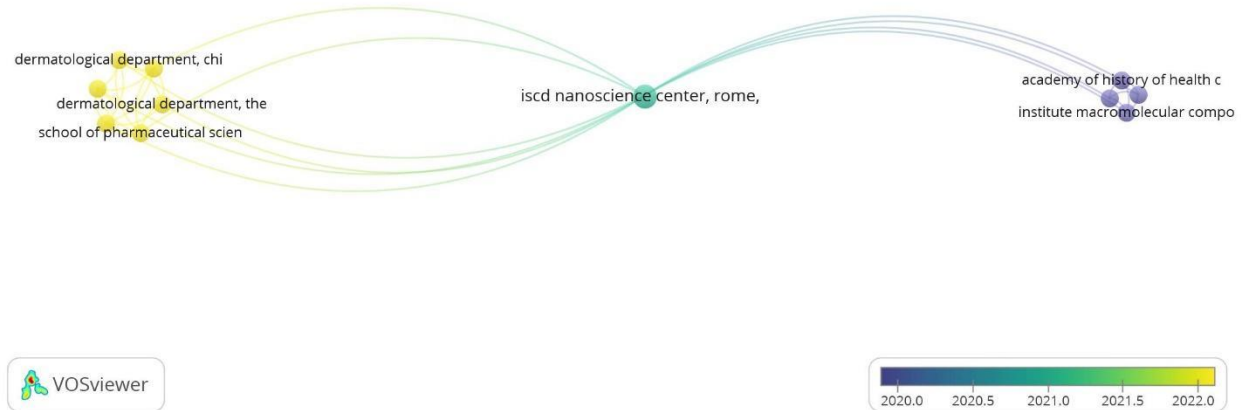 dermatological department, chi
dermatological department, the
school of pharmaceutical scien
iscd nanoscience center, rome,
academy of history of health c
institute macromolecular compo
VOSviewer
2020.0 2020.5 2021.0 2021.5 2022.0